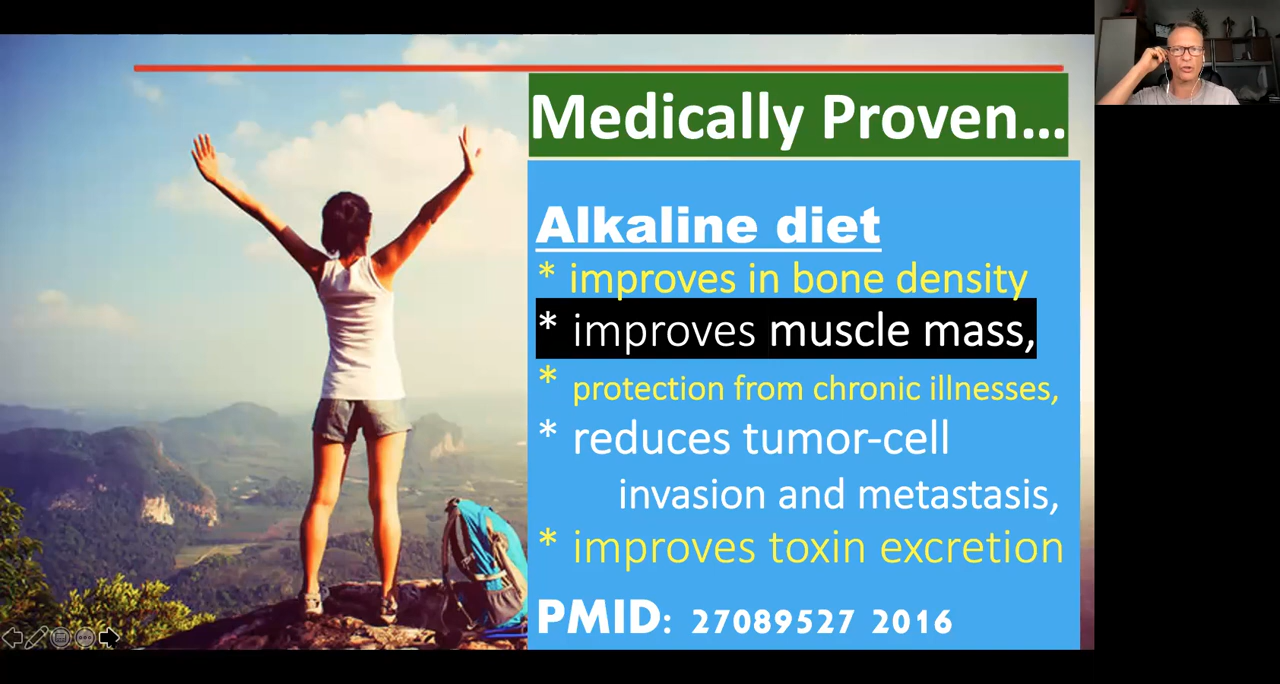 Medically Proven...
Alkaline diet
* improves in bone density
* improves muscle mass,
* protection from chronic illnesses,
* reduces tumor-cell
invasion and metastasis,
* improves toxin excretion
PMID: 27089527 2016